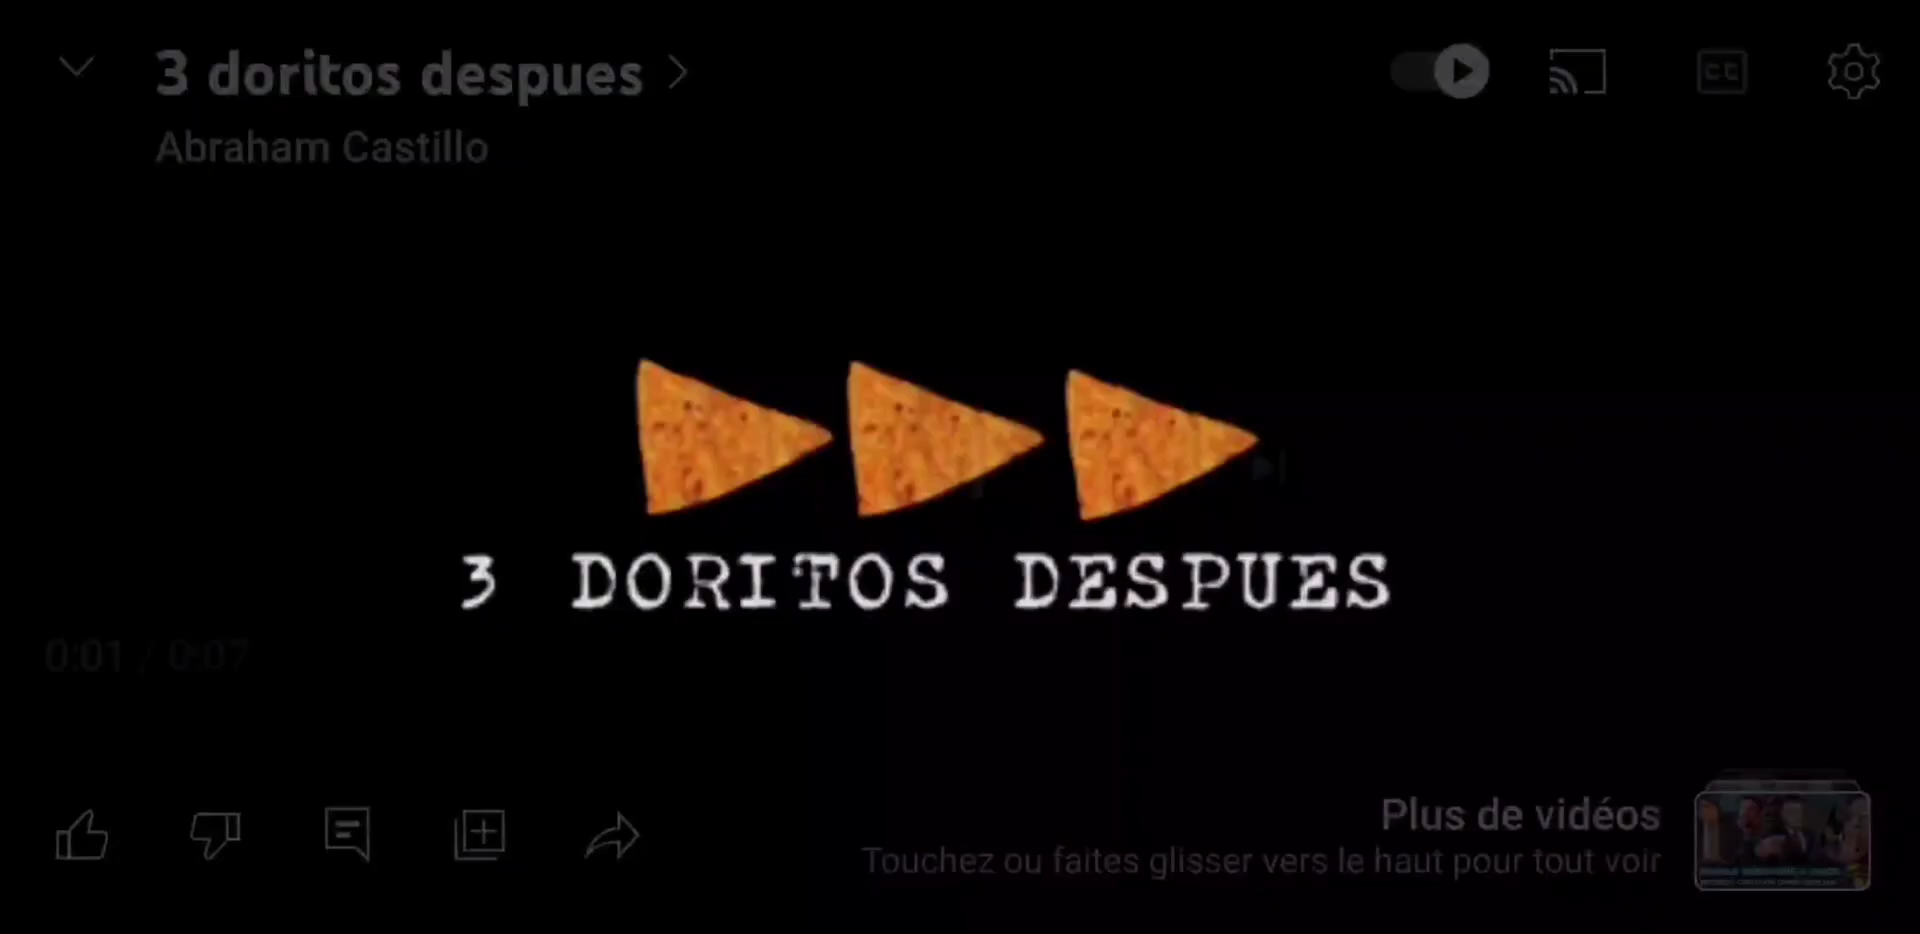 3 doritos despues
Abraham Castillo
CC
3 DORITOS DESPUES
0:01 / 0:07
Plus de vidéos
Touchez ou faites glisser vers le haut pour tout voir